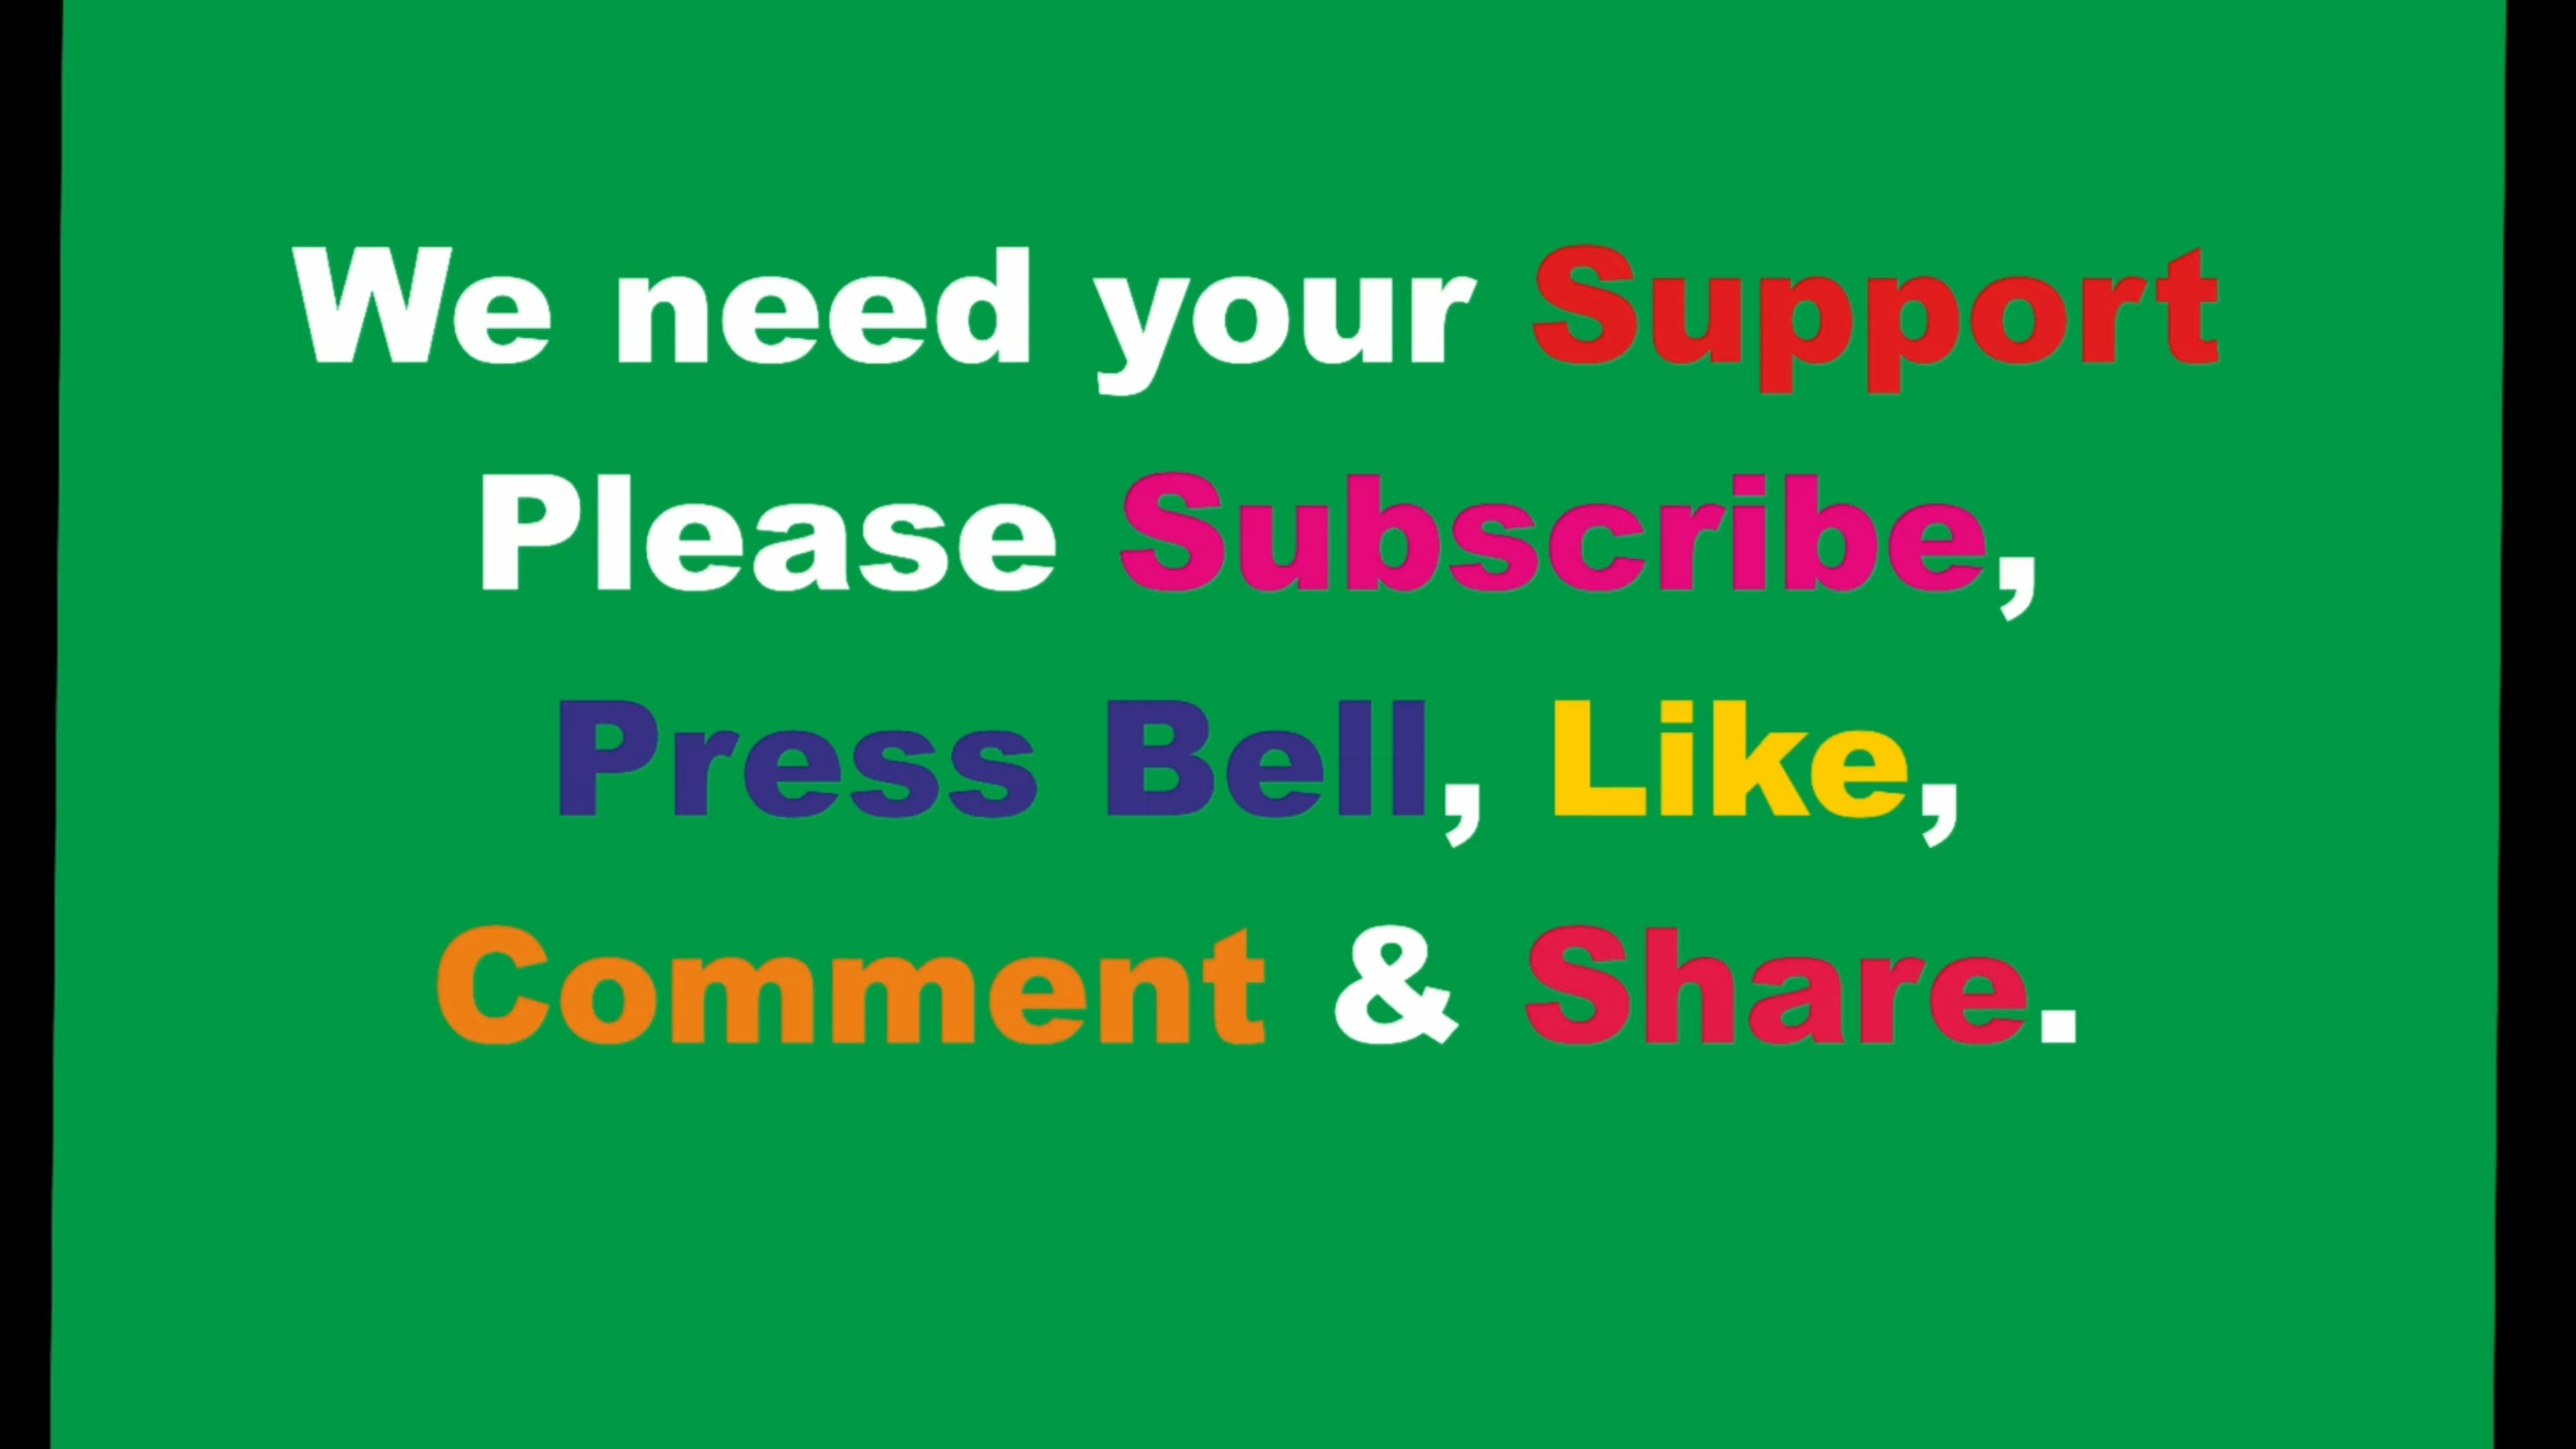 We need your Support
Please Subscribe,
Press Bell, Like,
Comment & Share.